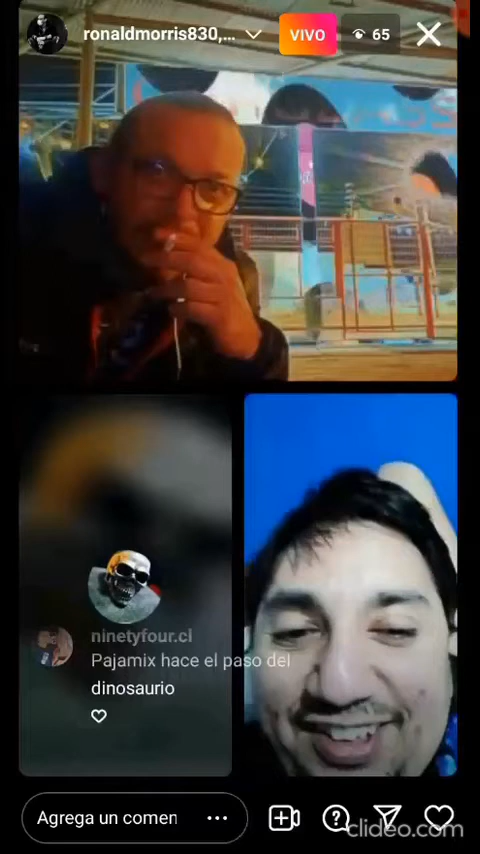 ronaldmorris830,...
VIVO
65
ninetyfour.cl
Pajamix hace el paso del
dinosaurio
Agrega un comen
clideo.com